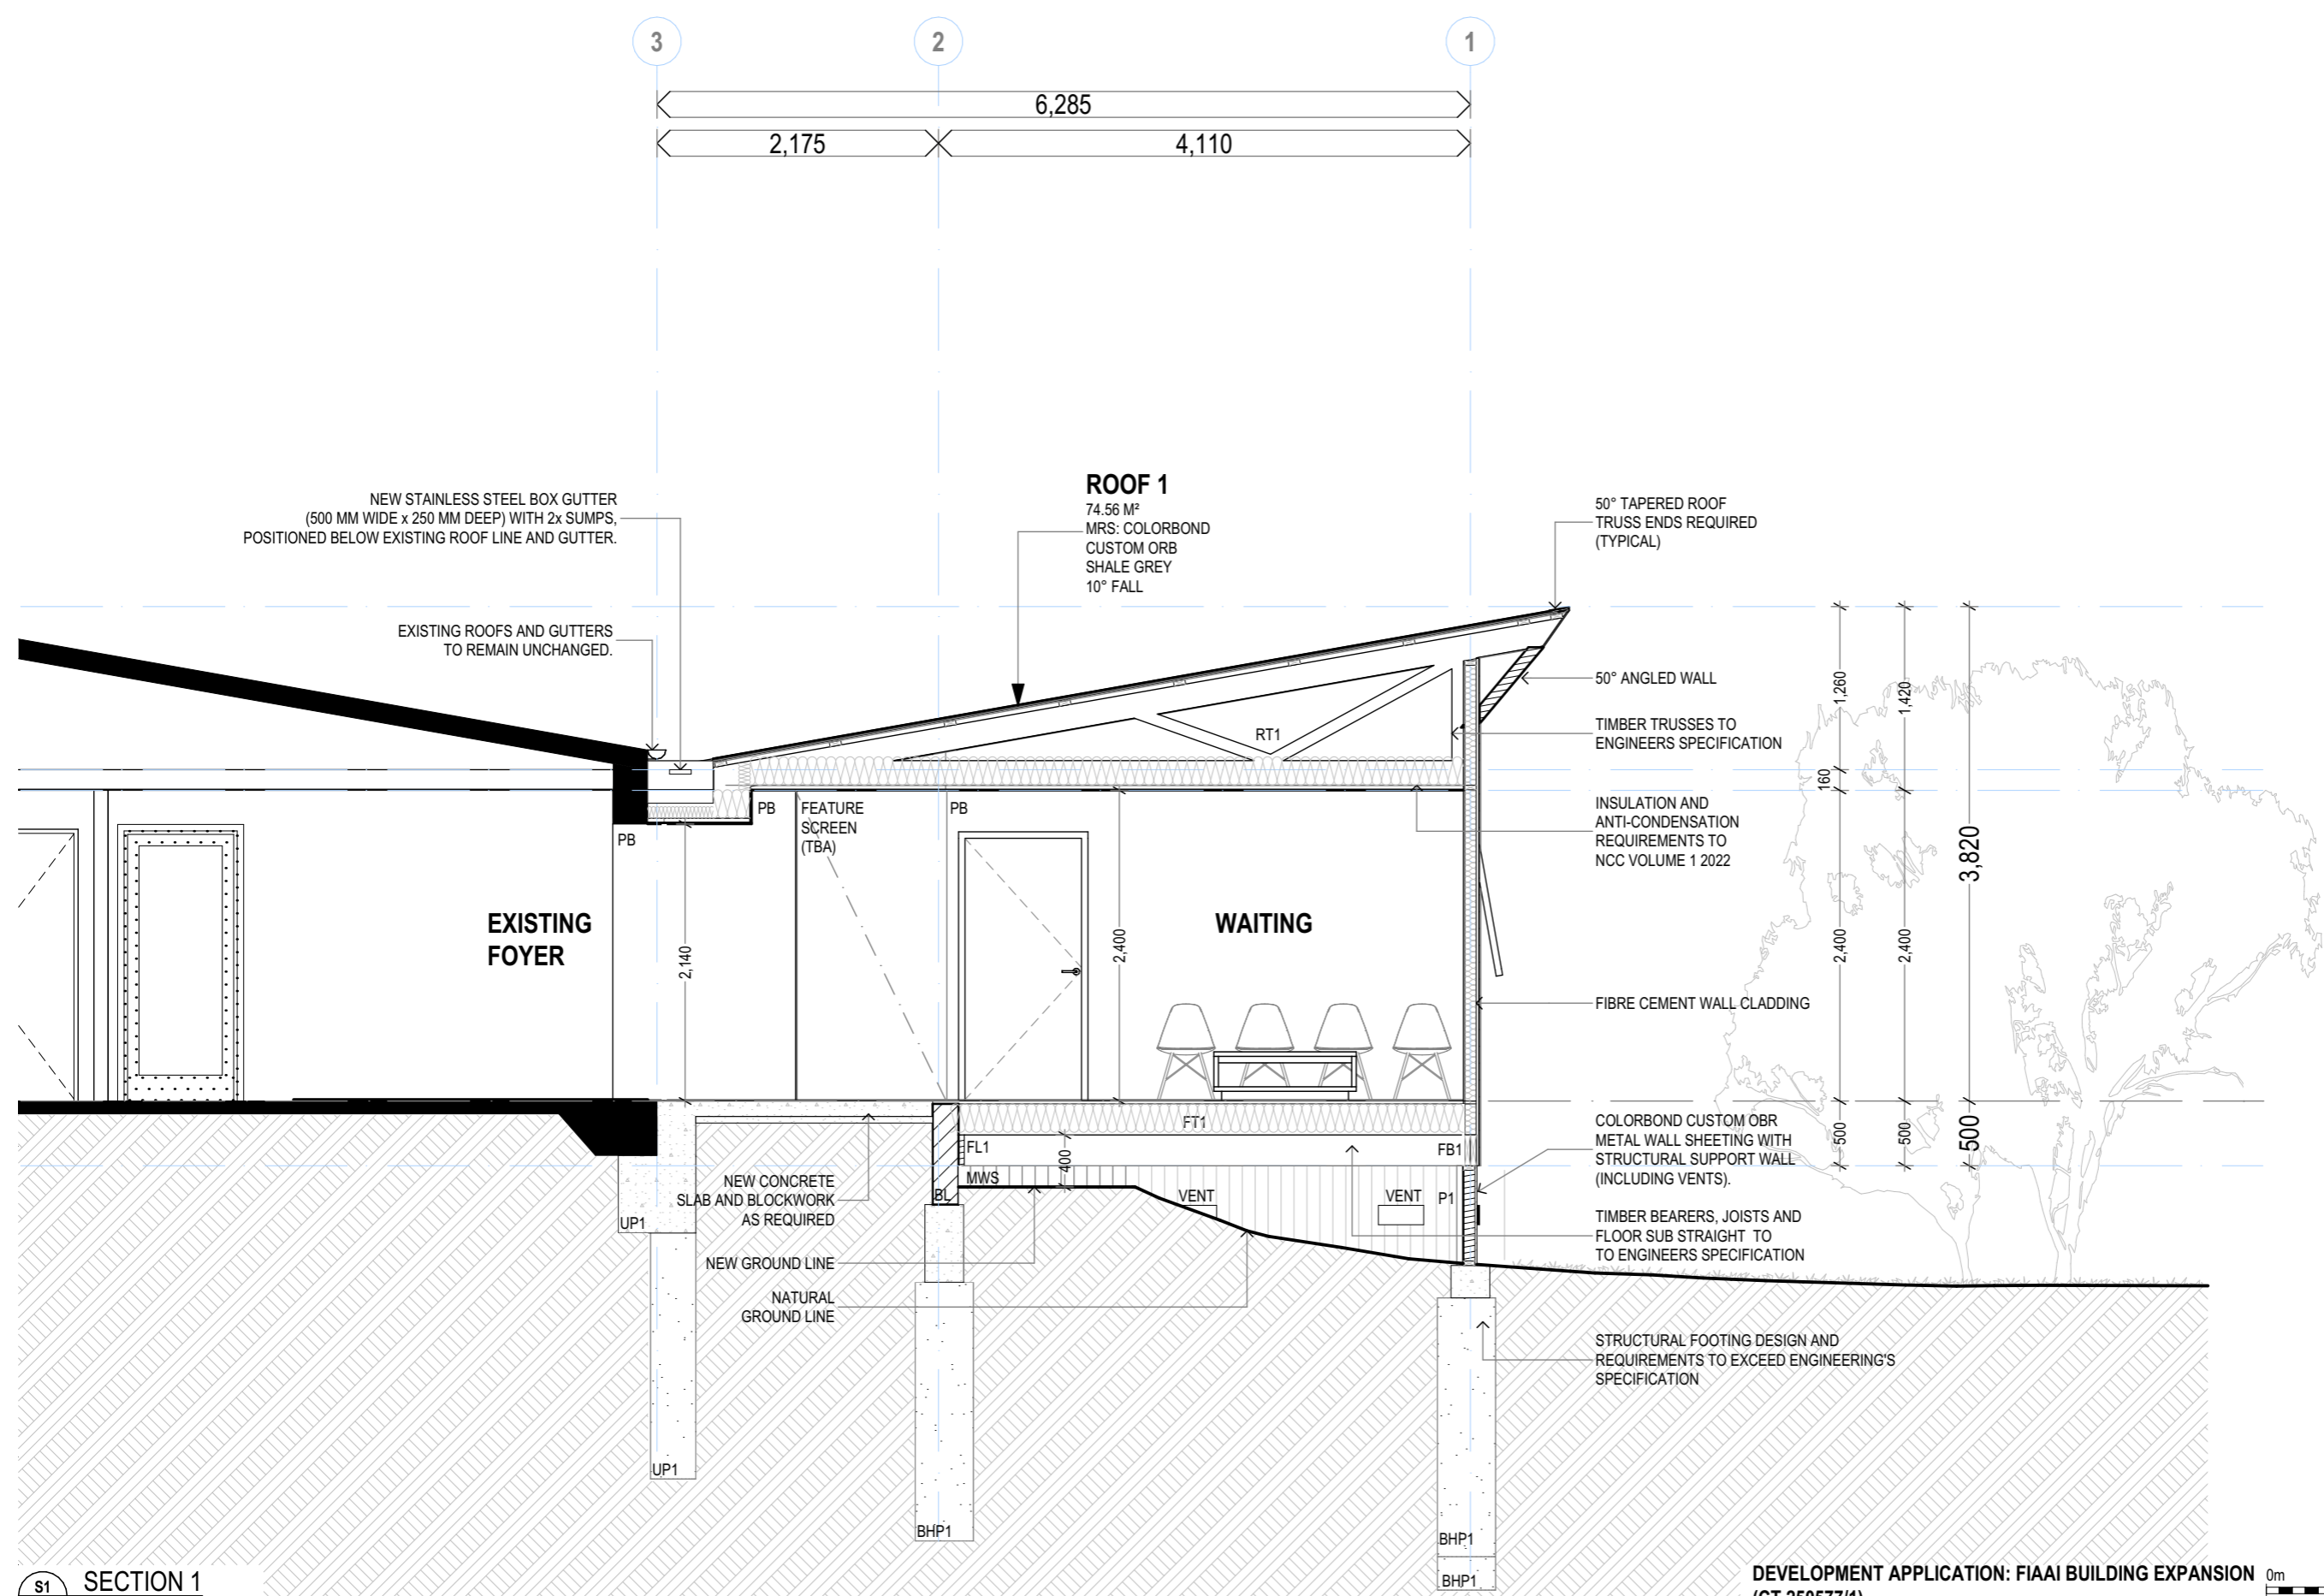 3
2
1
6,285
2,175
4,110
NEW STAINLESS STEEL BOX GUTTER
(500 MM WIDE x 250 MM DEEP) WITH 2x SUMPS,
POSITIONED BELOW EXISTING ROOF LINE AND GUTTER.
ROOF 1
74.56 M²
MRS: COLORBOND
CUSTOM ORB
SHALE GREY
10° FALL
50° TAPERED ROOF
TRUSS ENDS REQUIRED
(TYPICAL)
EXISTING ROOFS AND GUTTERS
TO REMAIN UNCHANGED.
50° ANGLED WALL
TIMBER TRUSSES TO
ENGINEERS SPECIFICATION
RT1
INSULATION AND
ANTI-CONDENSATION
REQUIREMENTS TO
NCC VOLUME 1 2022
1,260
1,420
160
3,820
PB
PB
FEATURE
SCREEN
(TBA)
PB
EXISTING
FOYER
WAITING
2,140
2,400
2,400
2,400
FIBRE CEMENT WALL CLADDING
FT1
FL1
FB1
400
MWS
BL
VENT
VENT
P1
500
500
500
COLORBOND CUSTOM OBR
METAL WALL SHEETING WITH
STRUCTURAL SUPPORT WALL
(INCLUDING VENTS).
NEW CONCRETE
SLAB AND BLOCKWORK
AS REQUIRED
UP1
TIMBER BEARERS, JOISTS AND
FLOOR SUB STRAIGHT TO
TO ENGINEERS SPECIFICATION
NEW GROUND LINE
NATURAL
GROUND LINE
STRUCTURAL FOOTING DESIGN AND
REQUIREMENTS TO EXCEED ENGINEERING'S
SPECIFICATION
UP1
BHP1
BHP1
BHP1
S1
SECTION 1
DEVELOPMENT APPLICATION: FIAAI BUILDING EXPANSION
0m
(CT 250577/1)